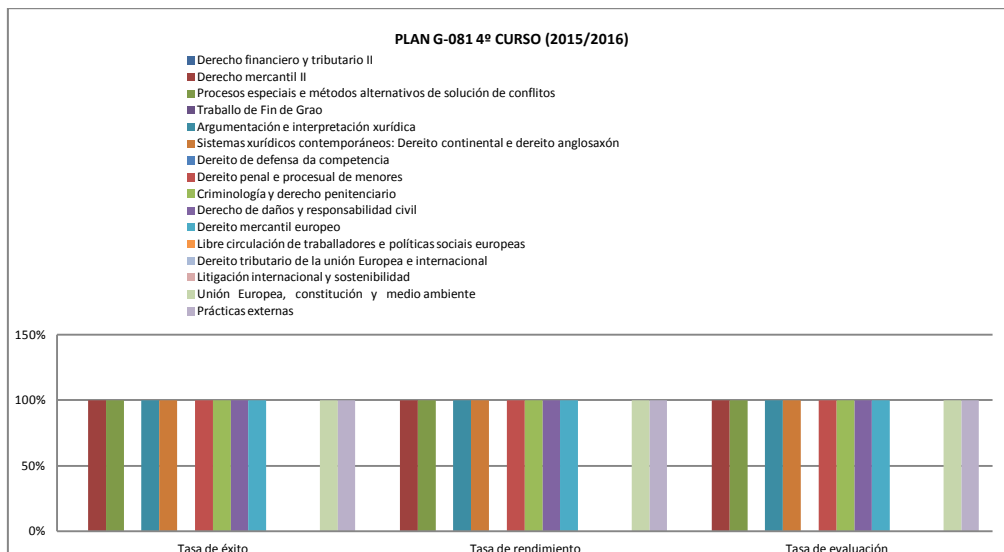 PLAN G-081 4º CURSO (2015/2016)
Derecho financiero y tributario II
Derecho mercantil II
Procesos especiais e métodos alternativos de solución de conflitos
Traballo de Fin de Grao
Argumentación e interpretación xurídica
Sistemas xurídicos contemporáneos: Dereito continental e dereito anglosaxón
Dereito de defensa da competencia
Dereito penal e procesual de menores
Criminología y derecho penitenciario
Derecho de daños y responsabilidad civil
Dereito mercantil europeo
Libre circulación de traballadores e políticas sociais europeas
Dereito tributario de la unión Europea e internacional
Litigación internacional y sostenibilidad
Unión Europea, constitución y medio ambiente
Prácticas externas
150%
100%
50%
0%
Tasa de éxito Tasa de rendimiento Tasa de evaluación